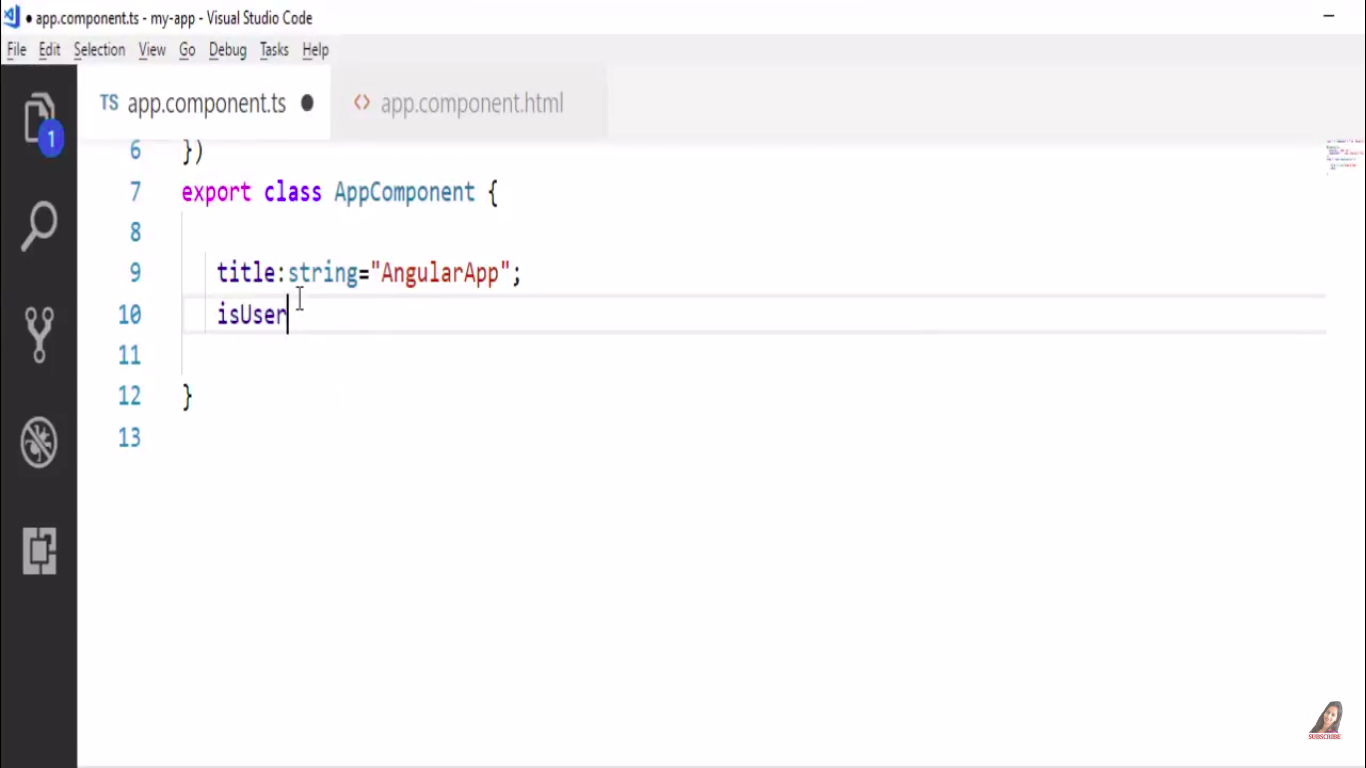 ● app.component.ts - my-app - Visual Studio Code
File Edit Selection View Go Debug Tasks Help
TS app.component.ts ● <> app.component.html
1
6 })
7 export class AppComponent {
8
9 title:string="AngularApp";
10 isUser
11
12 }
13
SUBSCRIBE